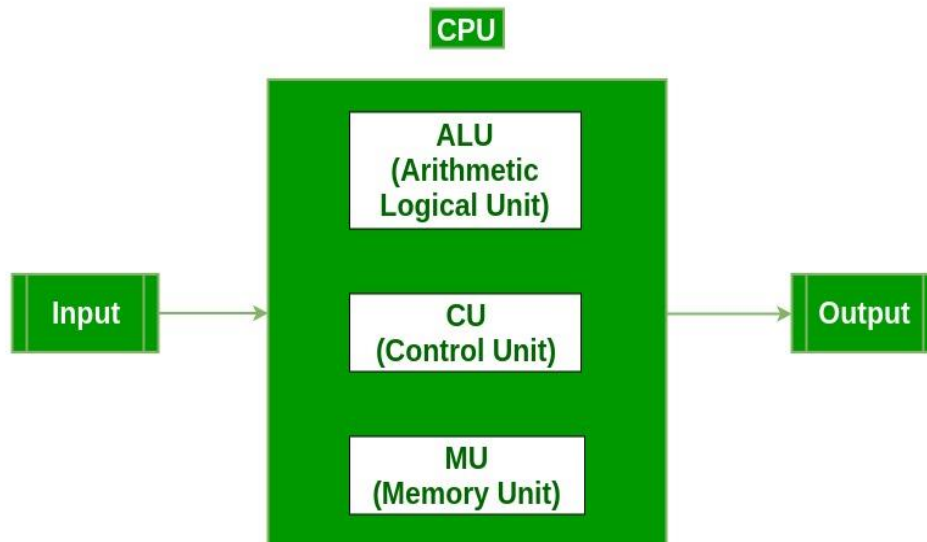 CPU
ALU
(Arithmetic
Logical Unit)
Input
CU
(Control Unit)
Output
MU
(Memory Unit)